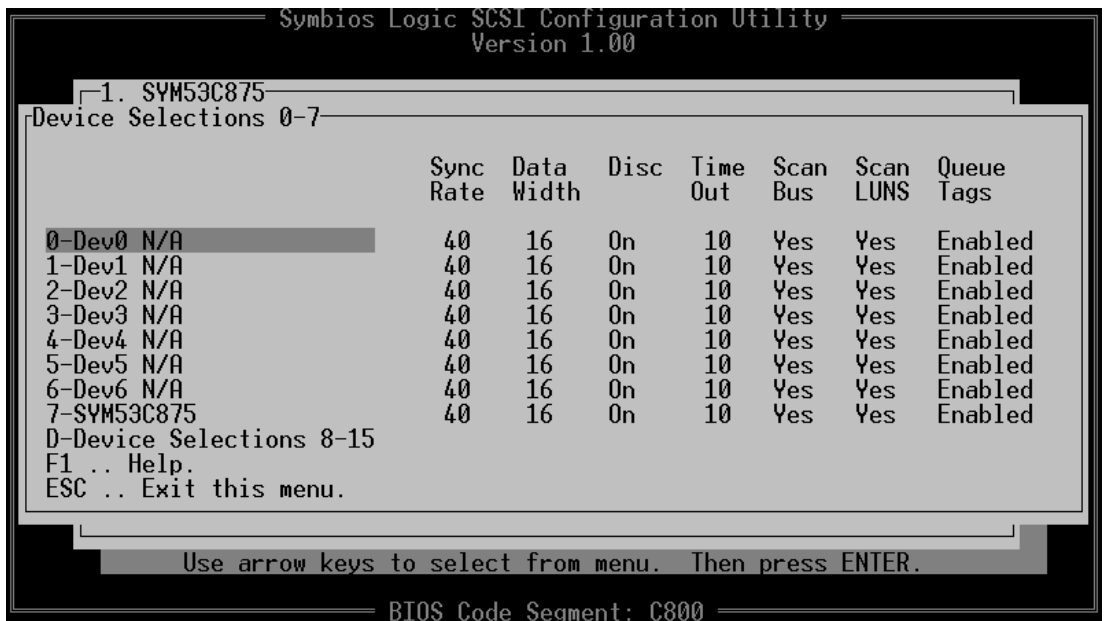 Symbios Logic SCSI Configuration Utility
Version 1.00
1. SYM53C875
Device Selections 0-7
Sync Data Disc Time Scan Scan Queue
Rate Width Out Bus LUNS Tags
0-Dev0 N/A 40 16 On 10 Yes Yes Enabled
1-Dev1 N/A 40 16 On 10 Yes Yes Enabled
2-Dev2 N/A 40 16 On 10 Yes Yes Enabled
3-Dev3 N/A 40 16 On 10 Yes Yes Enabled
4-Dev4 N/A 40 16 On 10 Yes Yes Enabled
5-Dev5 N/A 40 16 On 10 Yes Yes Enabled
6-Dev6 N/A 40 16 On 10 Yes Yes Enabled
7-SYM53C875 40 16 On 10 Yes Yes Enabled
D-Device Selections 8-15
F1 .. Help.
ESC .. Exit this menu.
Use arrow keys to select from menu. Then press ENTER.
BIOS Code Segment: C800